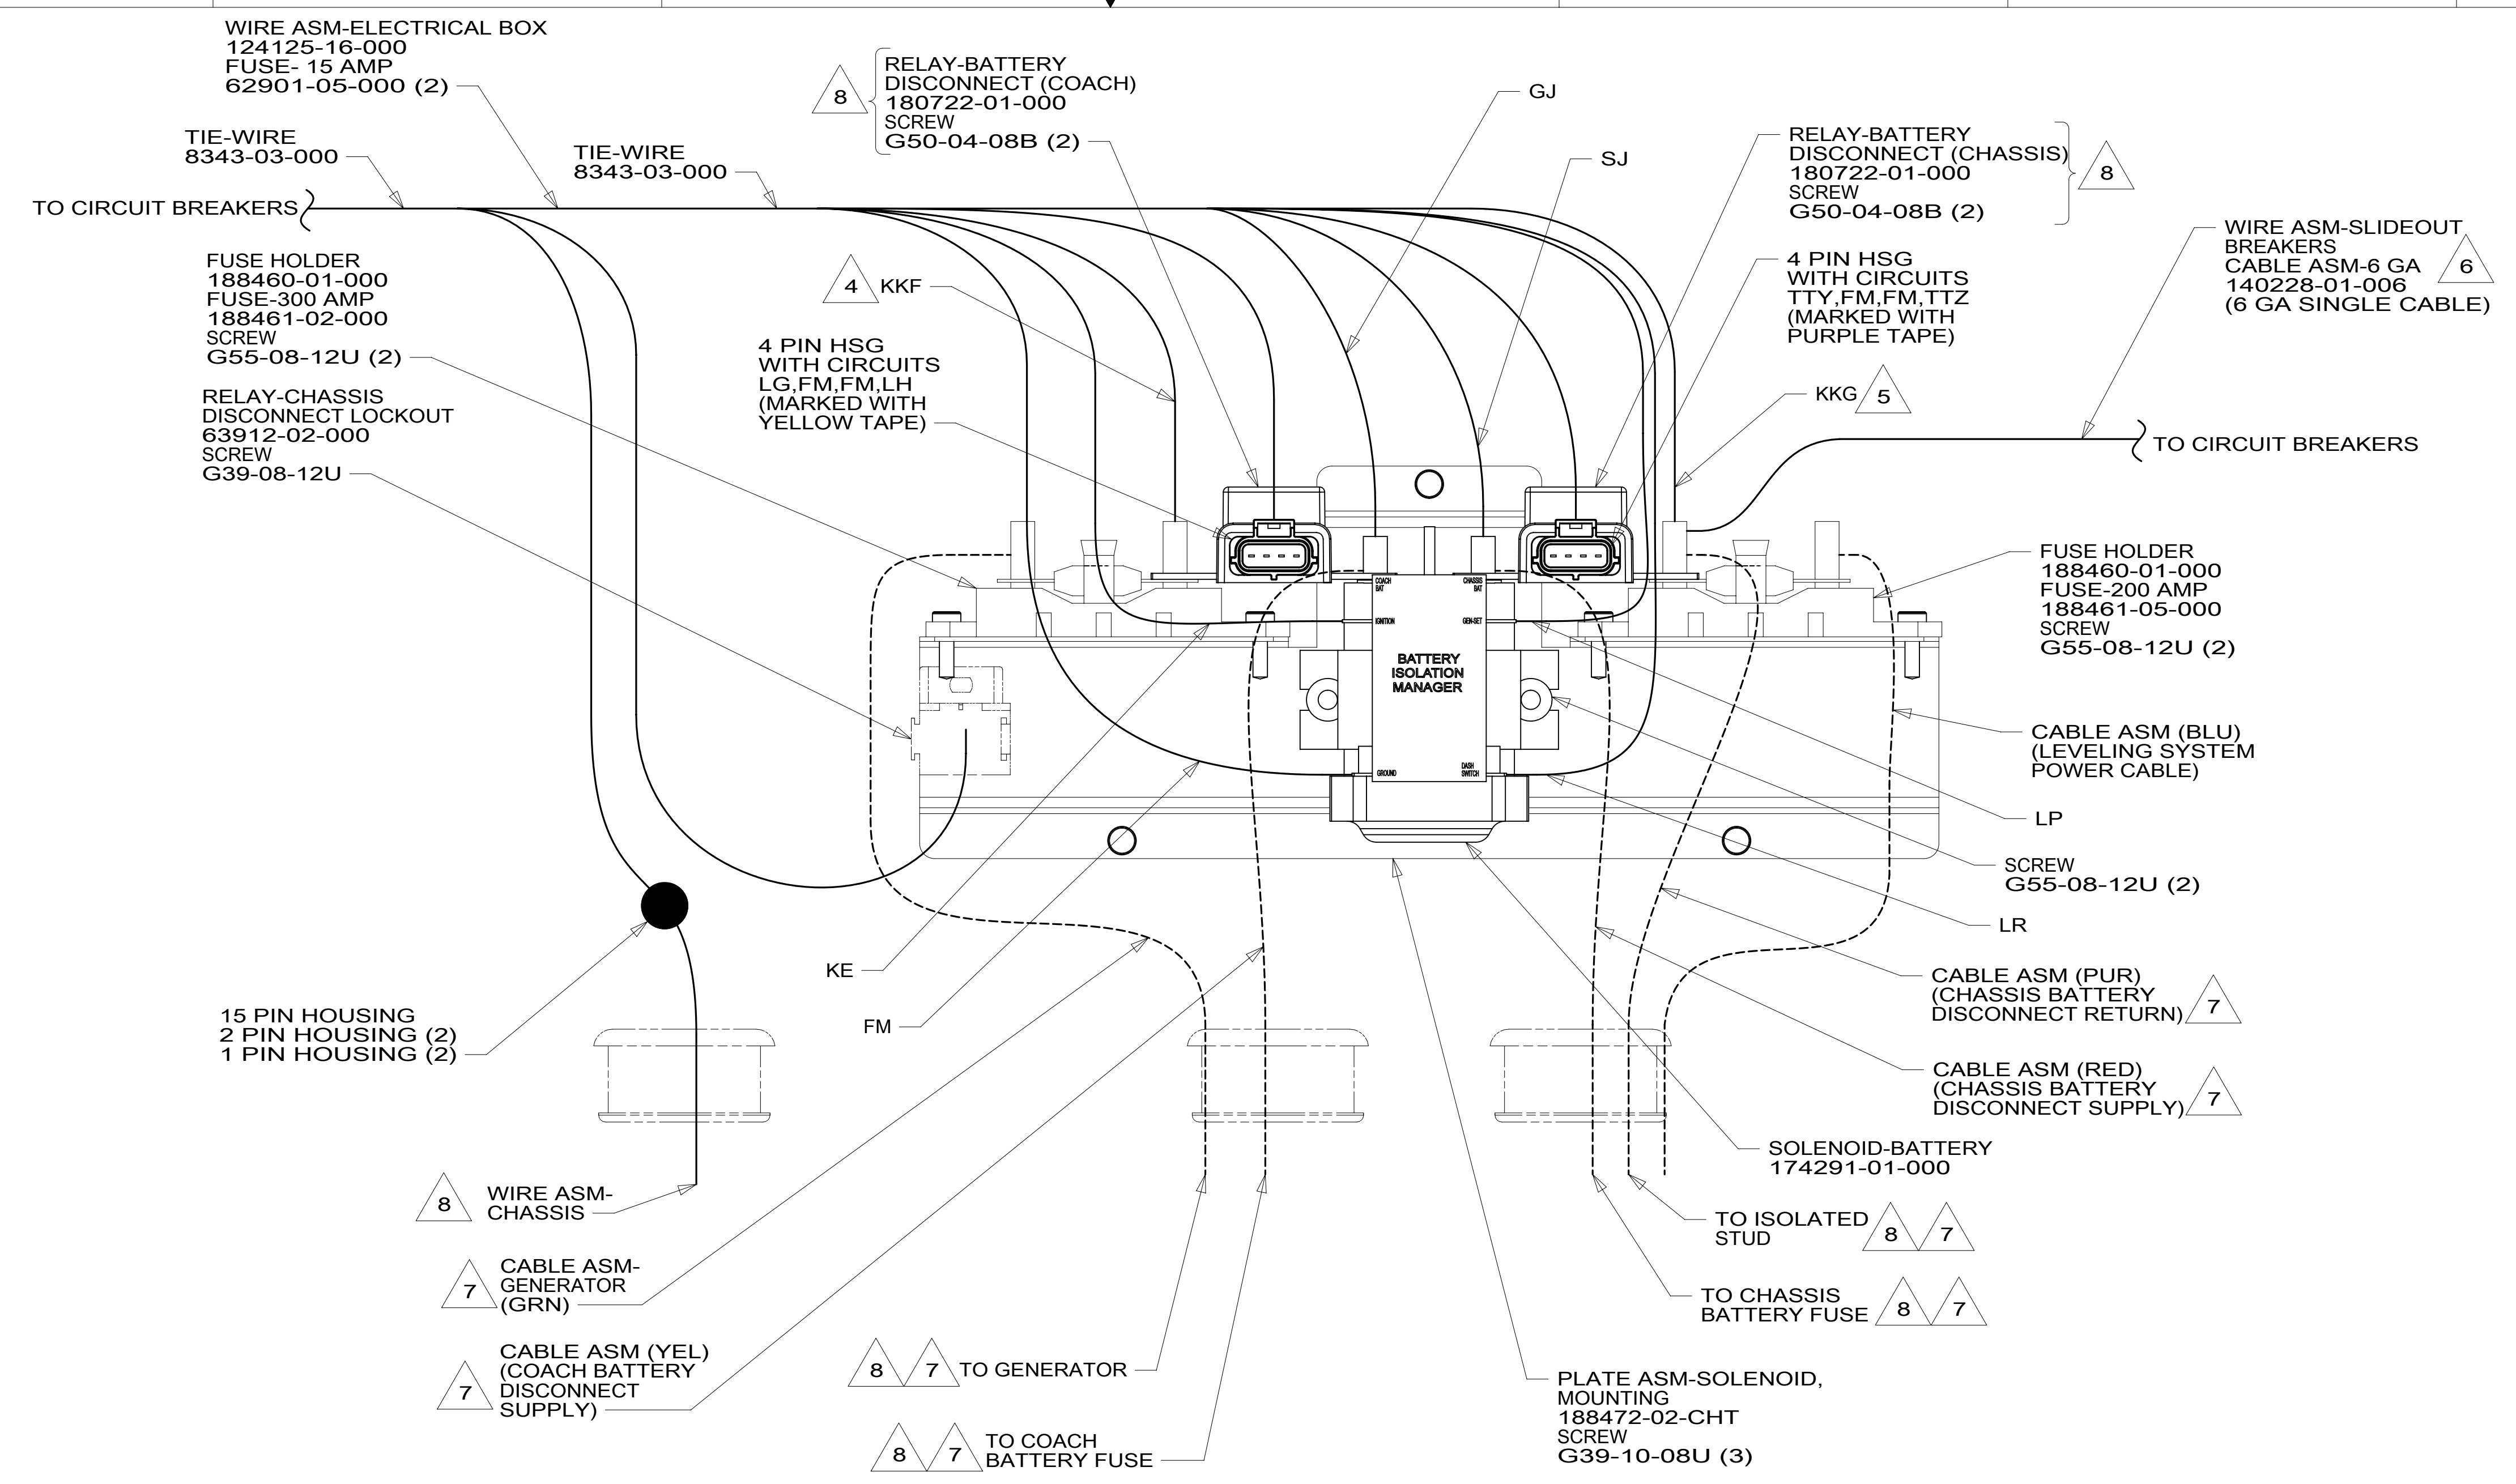 WIRE ASM-ELECTRICAL BOX
124125-16-000
FUSE- 15 AMP
62901-05-000 (2)
TIE-WIRE
8343-03-000
TIE-WIRE
8343-03-000
TO CIRCUIT BREAKERS
8
RELAY-BATTERY
DISCONNECT (COACH)
180722-01-000
SCREW
G50-04-08B (2)
GJ
SJ
RELAY-BATTERY
DISCONNECT (CHASSIS)
180722-01-000
SCREW
G50-04-08B (2)
8
WIRE ASM-SLIDEOUT
BREAKERS
CABLE ASM-6 GA
140228-01-006
(6 GA SINGLE CABLE)
6
FUSE HOLDER
188460-01-000
FUSE-300 AMP
188461-02-000
SCREW
G55-08-12U (2)
4
KKF
4 PIN HSG
WITH CIRCUITS
TTY,FM,FM,TTZ
(MARKED WITH
PURPLE TAPE)
4 PIN HSG
WITH CIRCUITS
LG,FM,FM,LH
(MARKED WITH
YELLOW TAPE)
RELAY-CHASSIS
DISCONNECT LOCKOUT
63912-02-000
SCREW
G39-08-12U
KKG
5
TO CIRCUIT BREAKERS
COACH
BAT
CHASSIS
BAT
IGNITION
GEN-SET
BATTERY
ISOLATION
MANAGER
GROUND
DASH
SWITCH
FUSE HOLDER
188460-01-000
FUSE-200 AMP
188461-05-000
SCREW
G55-08-12U (2)
CABLE ASM (BLU)
(LEVELING SYSTEM
POWER CABLE)
LP
SCREW
G55-08-12U (2)
LR
KE
FM
15 PIN HOUSING
2 PIN HOUSING (2)
1 PIN HOUSING (2)
CABLE ASM (PUR)
(CHASSIS BATTERY
DISCONNECT RETURN)
7
CABLE ASM (RED)
(CHASSIS BATTERY
DISCONNECT SUPPLY)
7
SOLENOID-BATTERY
174291-01-000
8
WIRE ASM-
CHASSIS
TO ISOLATED
STUD
8 7
7
CABLE ASM-
GENERATOR
(GRN)
TO CHASSIS
BATTERY FUSE
8 7
7
CABLE ASM (YEL)
(COACH BATTERY
DISCONNECT
SUPPLY)
8 7 TO GENERATOR
PLATE ASM-SOLENOID,
MOUNTING
188472-02-CHT
SCREW
G39-10-08U (3)
8 7
TO COACH
BATTERY FUSE